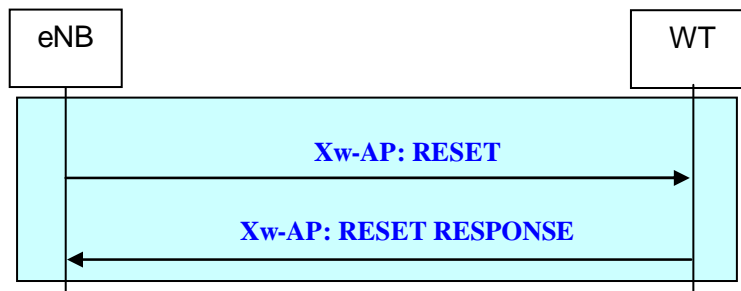 eNB
WT
Xw-AP: RESET
Xw-AP: RESET RESPONSE